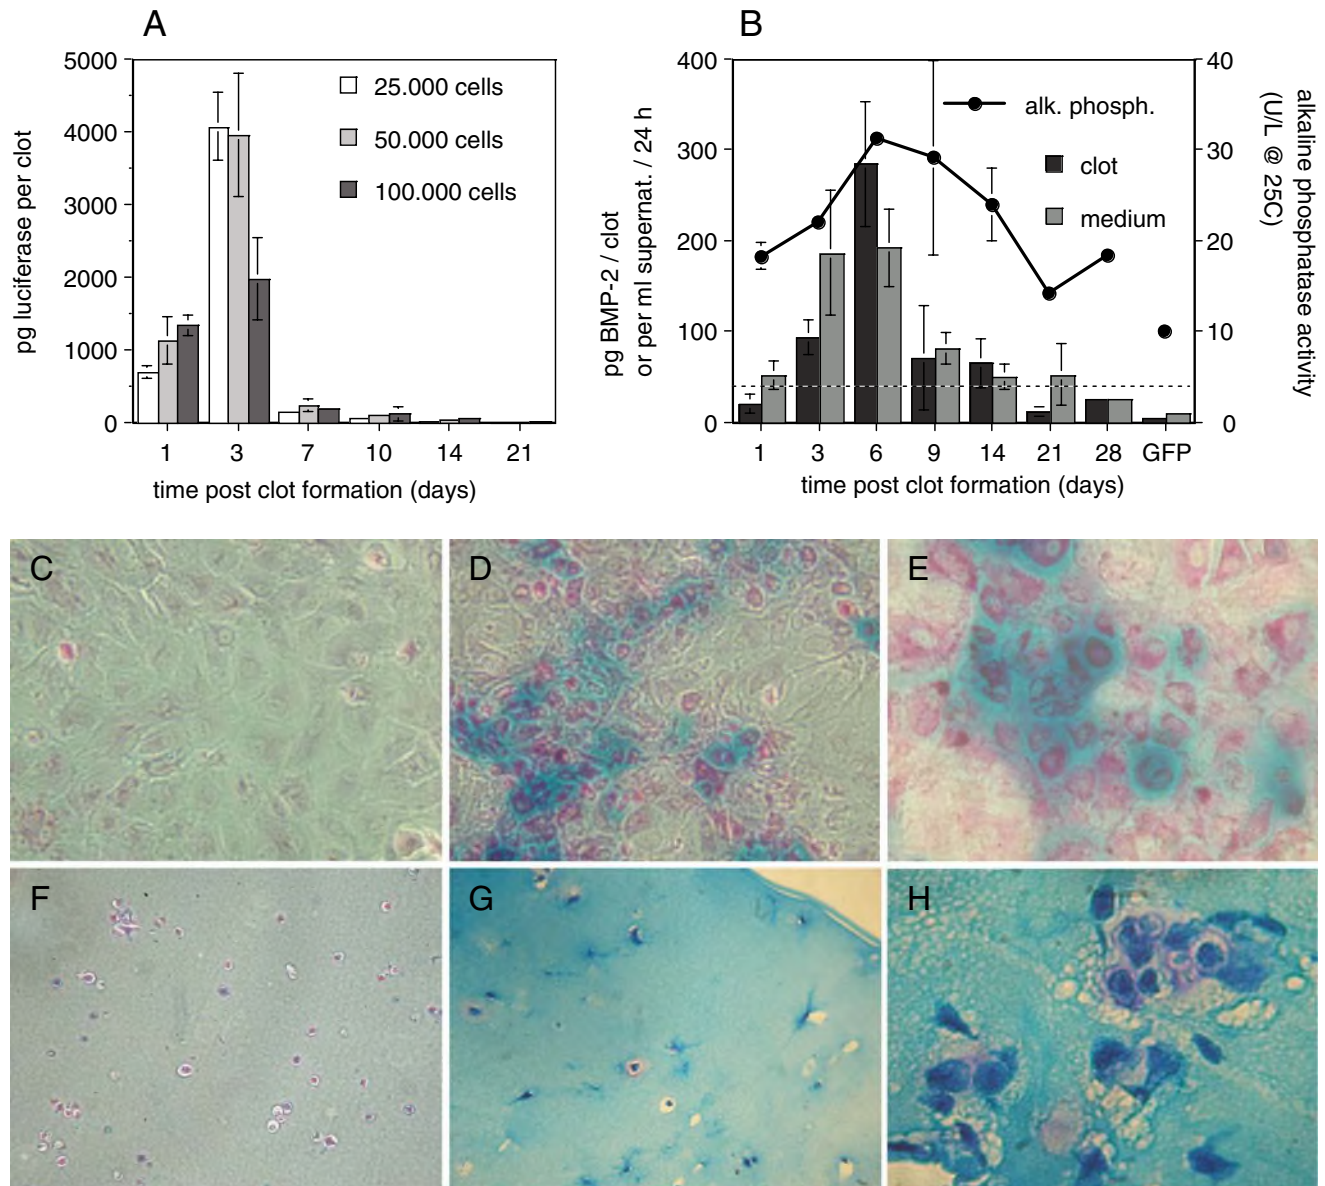 A
pg luciferase per clot
5000
4000
3000
2000
1000
0
25.000 cells
50.000 cells
100.000 cells
1 3 7 10 14 21
time post clot formation (days)
B
pg BMP-2 / clot
or per ml supernat. / 24 h
400
300
200
100
0
alk. phosph.
clot
medium
40
30
20
10
0
alkaline phosphatase activity
(U/L @ 25C)
1 3 6 9 14 21 28 GFP
time post clot formation (days)
C
D
E
F
G
H